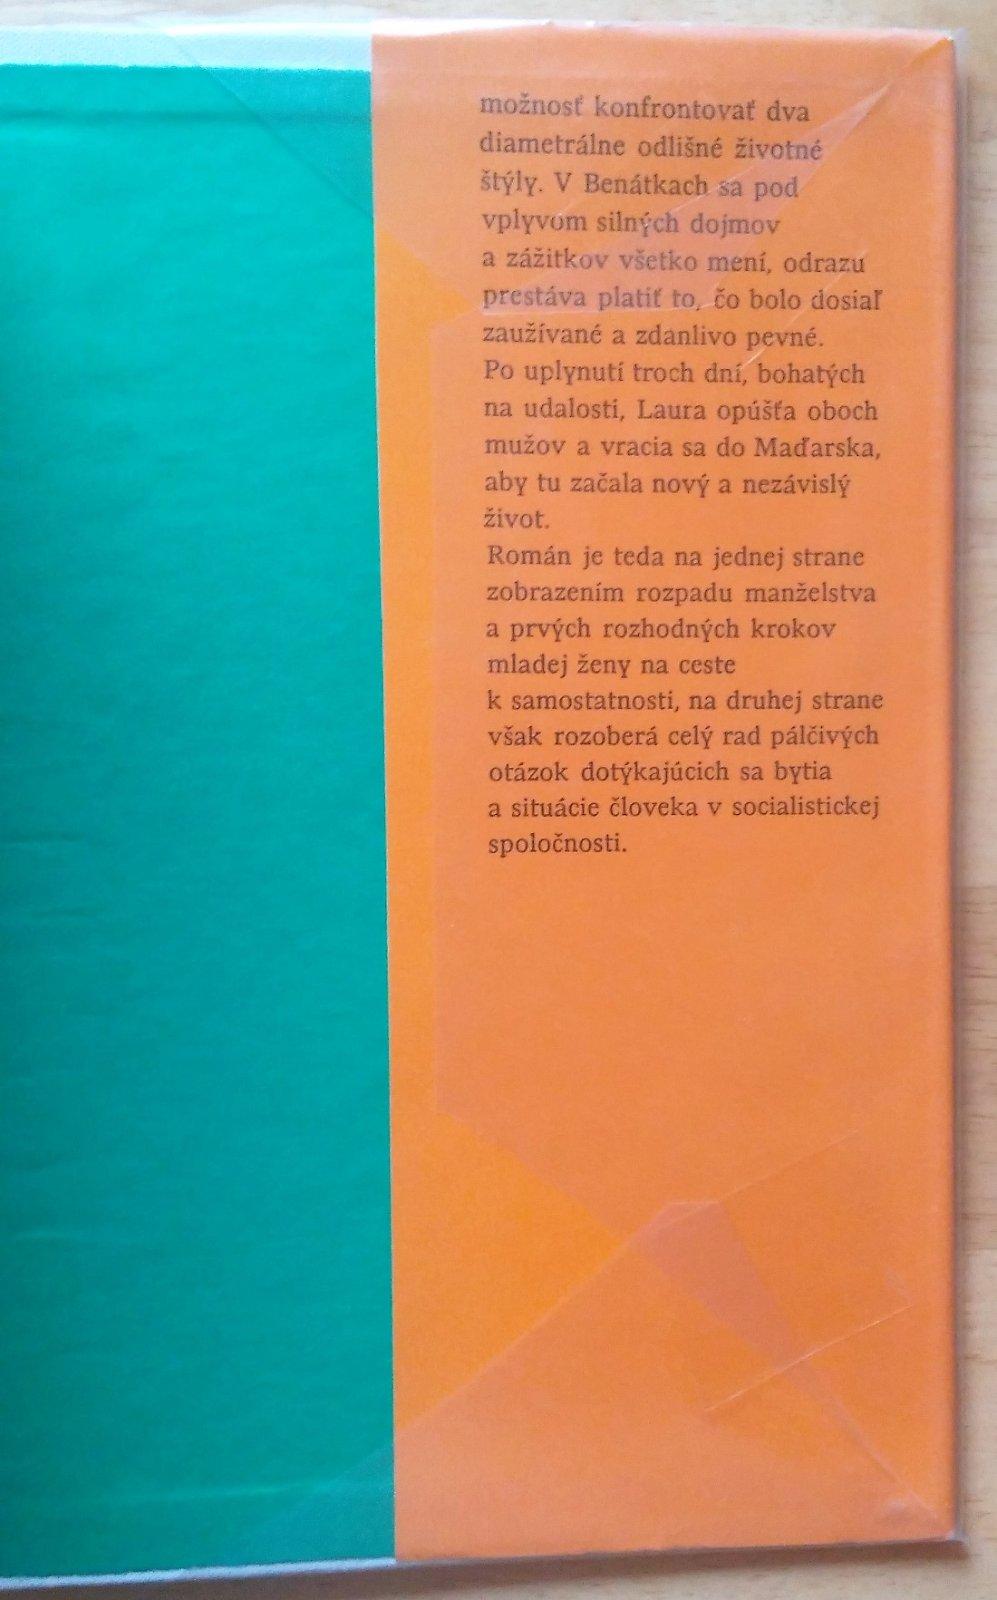 možnosť konfrontovať dva
diametrálne odlišné životné
štýly. V Benátkach sa pod
vplyvom silných dojmov
a zážitkov všetko mení, odrazu
prestáva platiť to, čo bolo dosiaľ
zaužívané a zdanlivo pevné.
Po uplynutí troch dní, bohatých
na udalosti, Laura opúšťa oboch
mužov a vracia sa do Maďarska,
aby tu začala nový a nezávislý
život.
Román je teda na jednej strane
zobrazením rozpadu manželstva
a prvých rozhodných krokov
mladej ženy na ceste
k samostatnosti, na druhej strane
však rozoberá celý rad pálčivých
otázok dotýkajúcich sa bytia
a situácie človeka v socialistickej
spoločnosti.